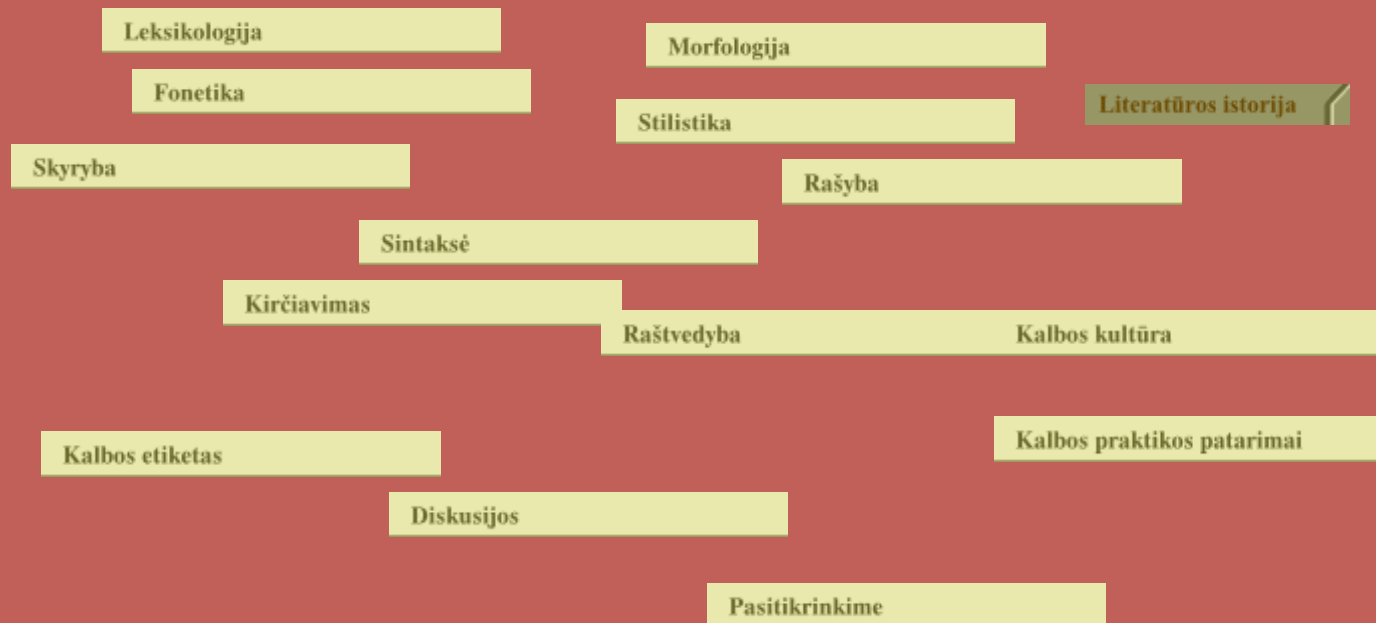 Leksikologija
Morfologija
Fonetika
Literatūros istorija
Stilistika
Skyryba
Rašyba
Sintaksė
Kirčiavimas
Raštvedyba
Kalbos kultūra
Kalbos praktikos patarimai
Kalbos etiketas
Diskusijos
Pasitikrinkime